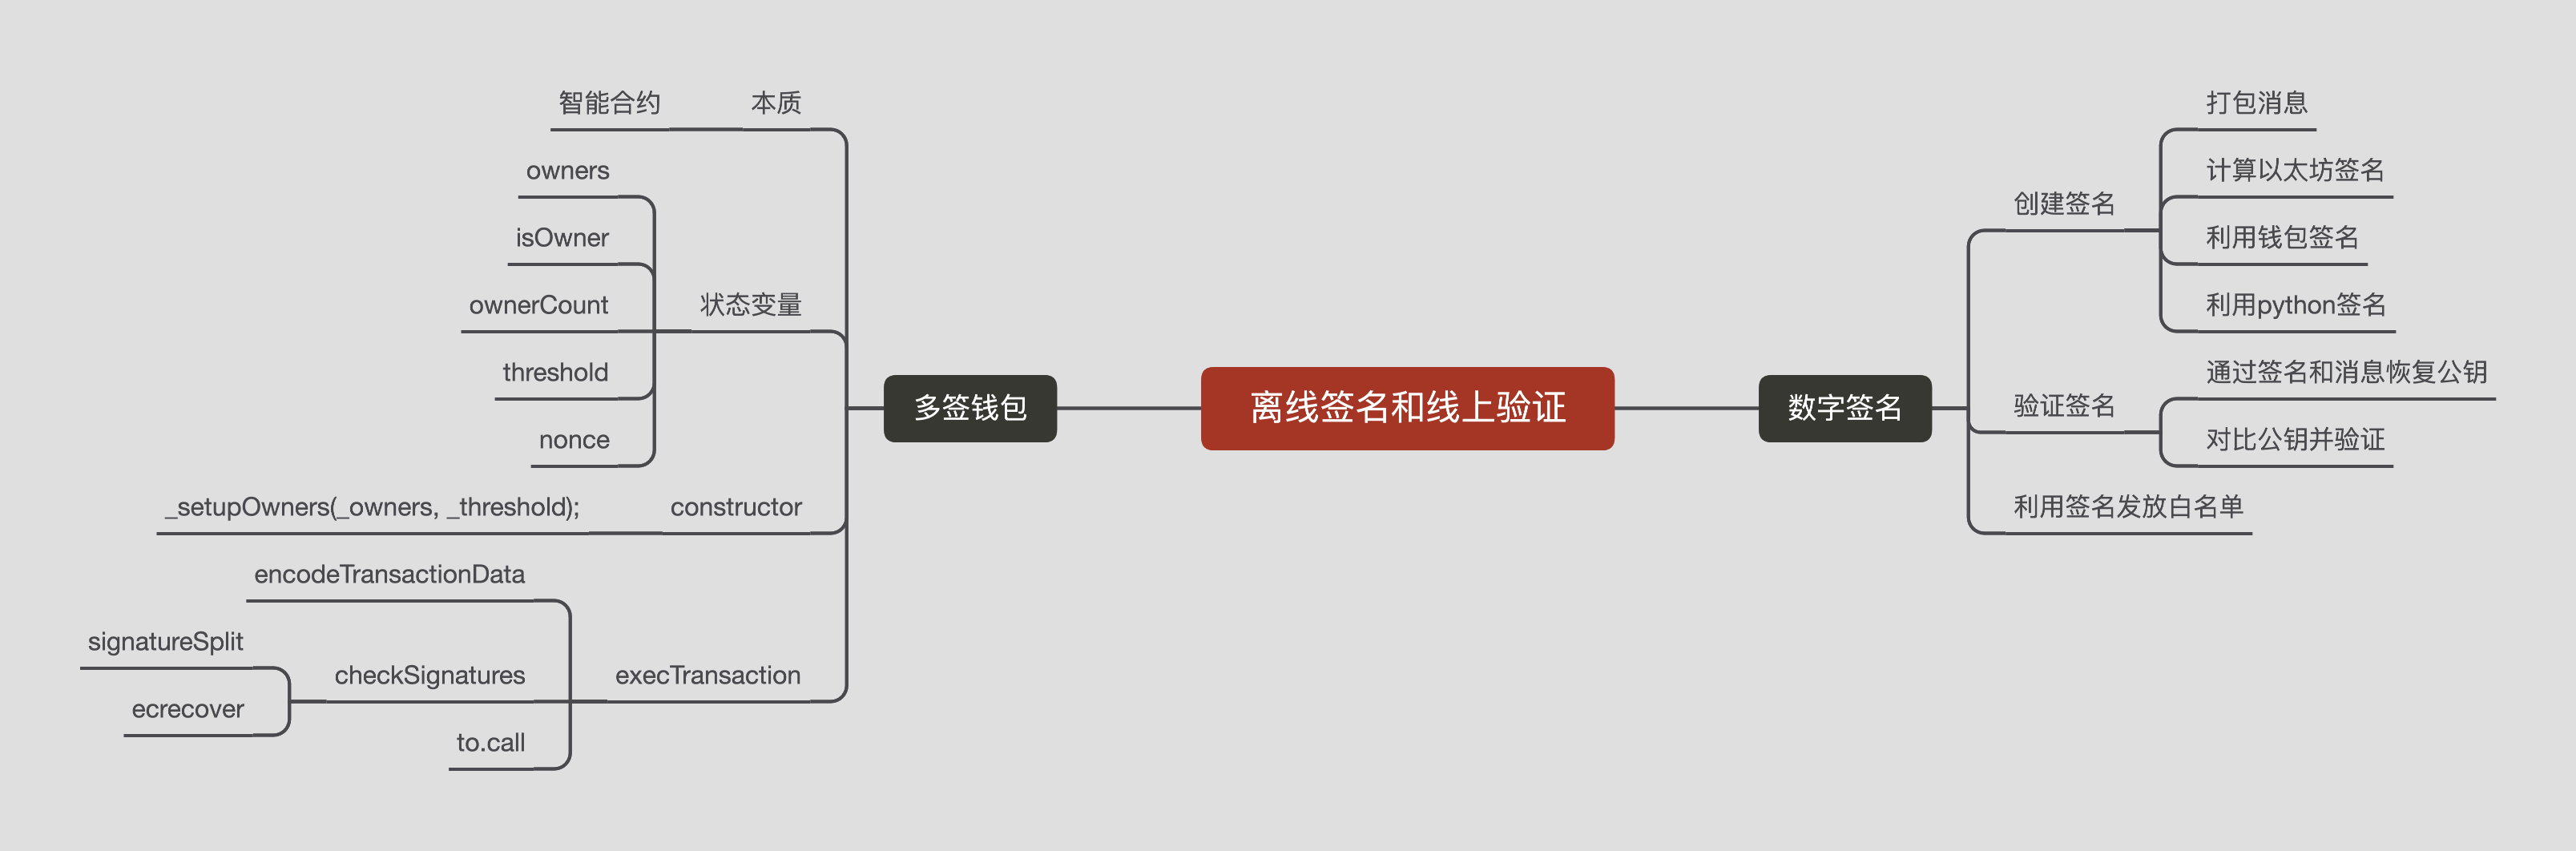 离线签名和线上验证
数字签名
创建签名
打包消息
计算以太坊签名
利用钱包签名
利用python签名
验证签名
通过签名和消息恢复公钥
对比公钥并验证
利用签名发放白名单
多签钱包
本质
智能合约
状态变量
owners
isOwner
ownerCount
threshold
nonce
constructor
_setupOwners(_owners, _threshold);
execTransaction
encodeTransactionData
checkSignatures
signatureSplit
ecrecover
to.call